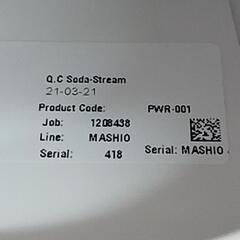 Q.C Soda-Stream
21-03-21
Product Code: PWR-001
Job: 1208438
Line: MASHIO
Serial: 418
Serial: MASHIO